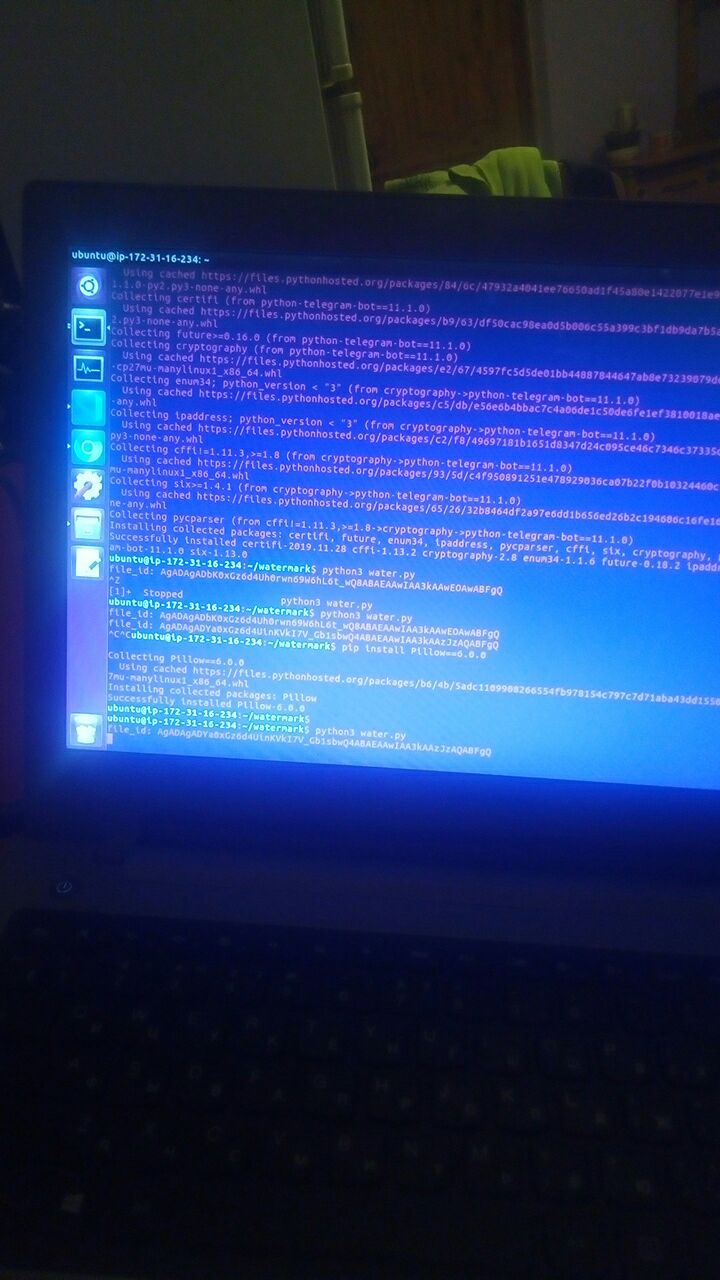 ubuntu@ip-172-31-16-234: ~
Using cached https://files.pythonhosted.org/packages/84/6c/47932a4041ee76650ad1f45a80e1422077e1e9
1.1.0-py2.py3-none-any.whl
Collecting certifi (from python-telegram-bot==11.1.0)
Using cached https://files.pythonhosted.org/packages/b9/63/df50cac98ea0d5b006c55a399c3bf1db9da7b5a
2.py3-none-any.whl
Collecting future>=0.16.0 (from python-telegram-bot==11.1.0)
Collecting cryptography (from python-telegram-bot==11.1.0)
Using cached https://files.pythonhosted.org/packages/e2/67/4597fc5d5de01bb44887844647ab8e73239079d
-cp27mu-manylinux1_x86_64.whl
Collecting enum34; python_version < "3" (from cryptography->python-telegram-bot==11.1.0)
Using cached https://files.pythonhosted.org/packages/c5/db/e56e6b4bbac7c4a06de1c50de6fe1ef3810018ae
-any.whl
Collecting ipaddress; python_version < "3" (from cryptography->python-telegram-bot==11.1.0)
Using cached https://files.pythonhosted.org/packages/c2/f8/49697181b1651d8347d24c095ce46c7346c37335d
py3-none-any.whl
Collecting cffi!=1.11.3,>=1.8 (from cryptography->python-telegram-bot==11.1.0)
Using cached https://files.pythonhosted.org/packages/93/5d/c4f950891251e478929036ca07b22f0b10324460c
mu-manylinux1_x86_64.whl
Collecting six>=1.4.1 (from cryptography->python-telegram-bot==11.1.0)
Using cached https://files.pythonhosted.org/packages/65/26/32b8464df2a97e6dd1b656ed26b2c194606c16fe16
ne-any.whl
Collecting pycparser (from cffi!=1.11.3,>=1.8->cryptography->python-telegram-bot==11.1.0)
Installing collected packages: certifi, future, enum34, ipaddress, pycparser, cffi, six, cryptography,
Successfully installed certifi-2019.11.28 cffi-1.13.2 cryptography-2.8 enum34-1.1.6 future-0.18.2 ipaddr
am-bot-11.1.0 six-1.13.0
ubuntu@ip-172-31-16-234:~/watermark$ python3 water.py
file_id: AgADAgADbK0xGz6d4Uh0rwn69W6hL6t_wQ8ABAEAAwIAA3kAAwEOAwABFgQ
^Z
[1]+ Stopped python3 water.py
ubuntu@ip-172-31-16-234:~/watermark$ python3 water.py
file_id: AgADAgADbK0xGz6d4Uh0rwn69W6hL6t_wQ8ABAEAAwIAA3kAAwEOAwABFgQ
file_id: AgADAgADYa0xGz6d4UinKVkI7V_Gb1sbwQ4ABAEAAwIAA3kAAzJzAQABFgQ
^C^Cubuntu@ip-172-31-16-234:~/watermark$ pip install Pillow==6.0.0
Collecting Pillow==6.0.0
Using cached https://files.pythonhosted.org/packages/b6/4b/5adc1109908266554fb978154c797c7d71aba43dd1550
7mu-manylinux1_x86_64.whl
Installing collected packages: Pillow
Successfully installed Pillow-6.0.0
ubuntu@ip-172-31-16-234:~/watermark$
ubuntu@ip-172-31-16-234:~/watermark$ python3 water.py
file_id: AgADAgADYa0xGz6d4UinKVkI7V_Gb1sbwQ4ABAEAAwIAA3kAAzJzAQABFgQ